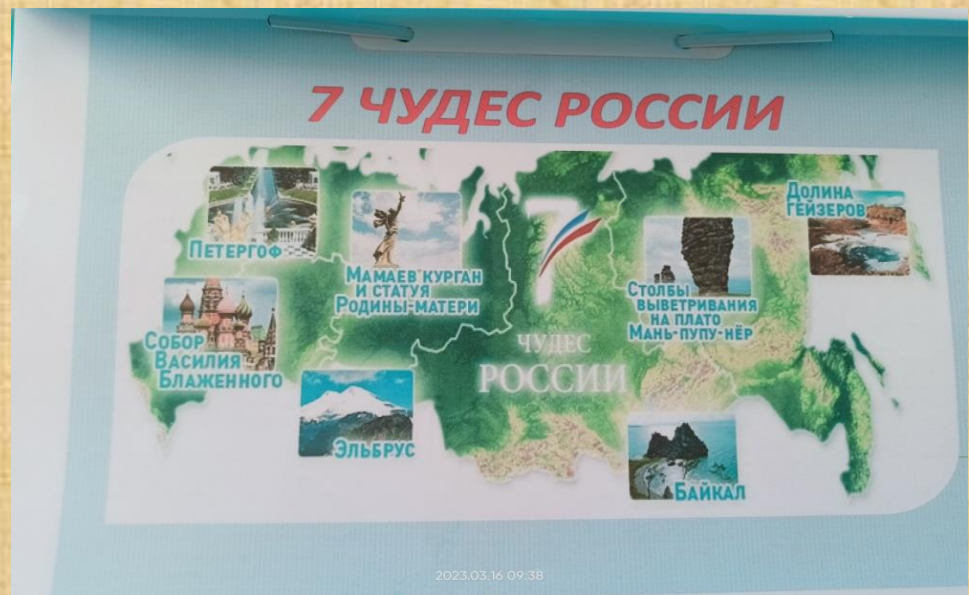 7 ЧУДЕС РОССИИ
ДОЛИНА
ГЕЙЗЕРОВ
ПЕТЕРГОФ
МАМАЕВ КУРГАН
И СТАТУЯ
РОДИНЫ-МАТЕРИ
7
СТОЛБЫ
ВЫВЕТРИВАНИЯ
НА ПЛАТО
МАНЬ-ПУПУ-НЁР
СОБОР
ВАСИЛИЯ
БЛАЖЕННОГО
ЧУДЕС
РОССИИ
ЭЛЬБРУС
БАЙКАЛ
2023.03.16 09:38